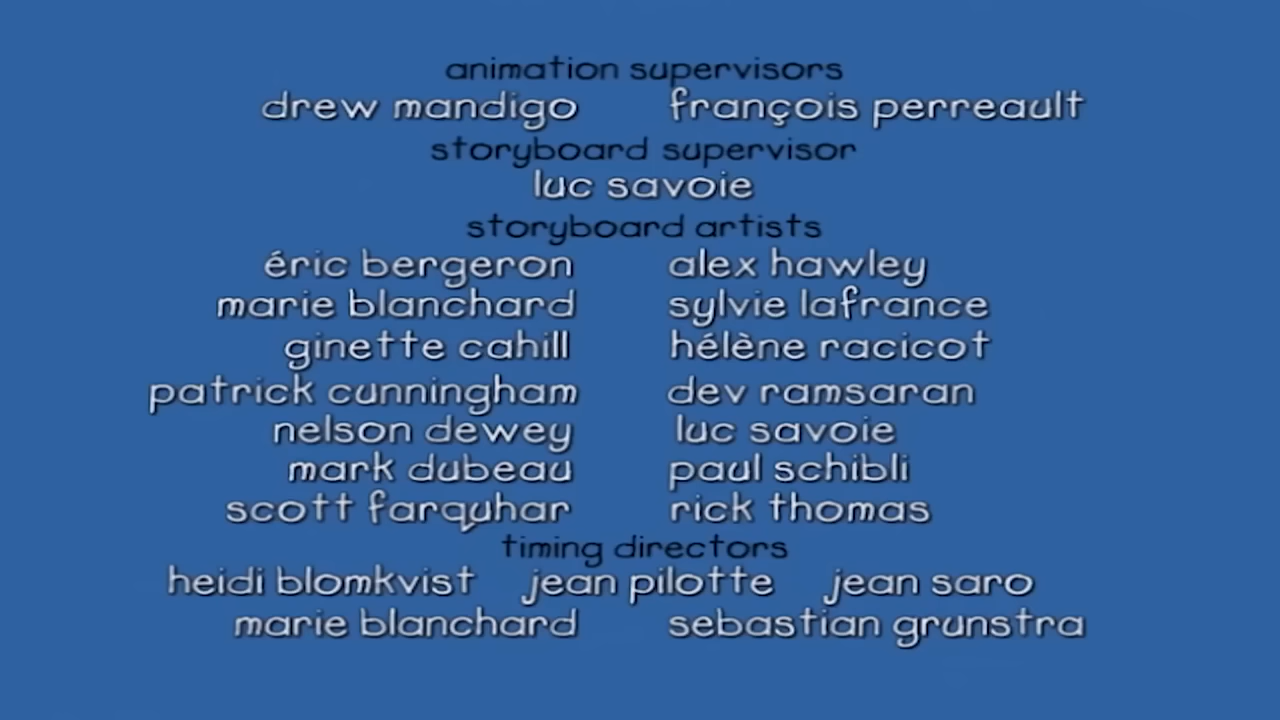 animation supervisors
drew mandigo françois perreault
storyboard supervisor
luc savoie
storyboard artists
éric bergeron alex hawley
marie blanchard sylvie lafrance
ginette cahill hélène racicot
patrick cunningham dev ramsaran
nelson dewey luc savoie
mark dubeau paul schibli
scott farquhar rick thomas
timing directors
heidi blomkvist jean pilotte jean saro
marie blanchard sebastian grunstra